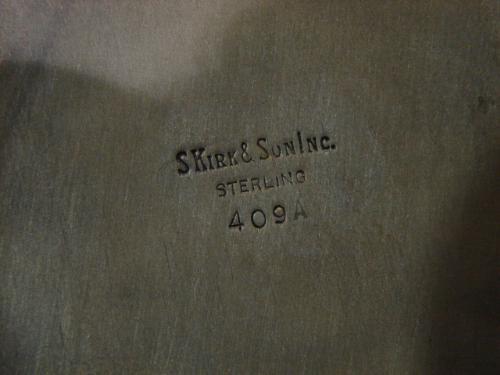 S KIRK & SON INC.
STERLING
409A